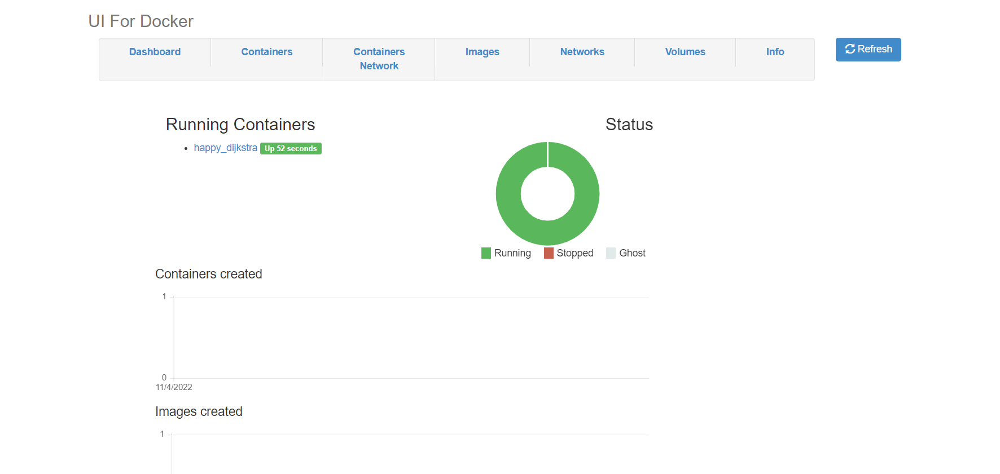 UI For Docker
Dashboard
Containers
Containers
Network
Images
Networks
Volumes
Info
Refresh
Running Containers
happy_dijkstra Up 52 seconds
Status
Running Stopped Ghost
Containers created
1
0
11/4/2022
Images created
1